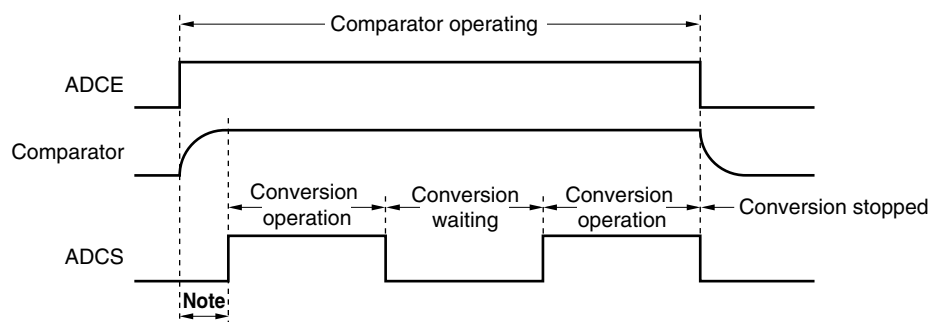 Comparator operating
ADCE
Comparator
Conversion
operation
Conversion
waiting
Conversion
operation
Conversion stopped
ADCS
Note